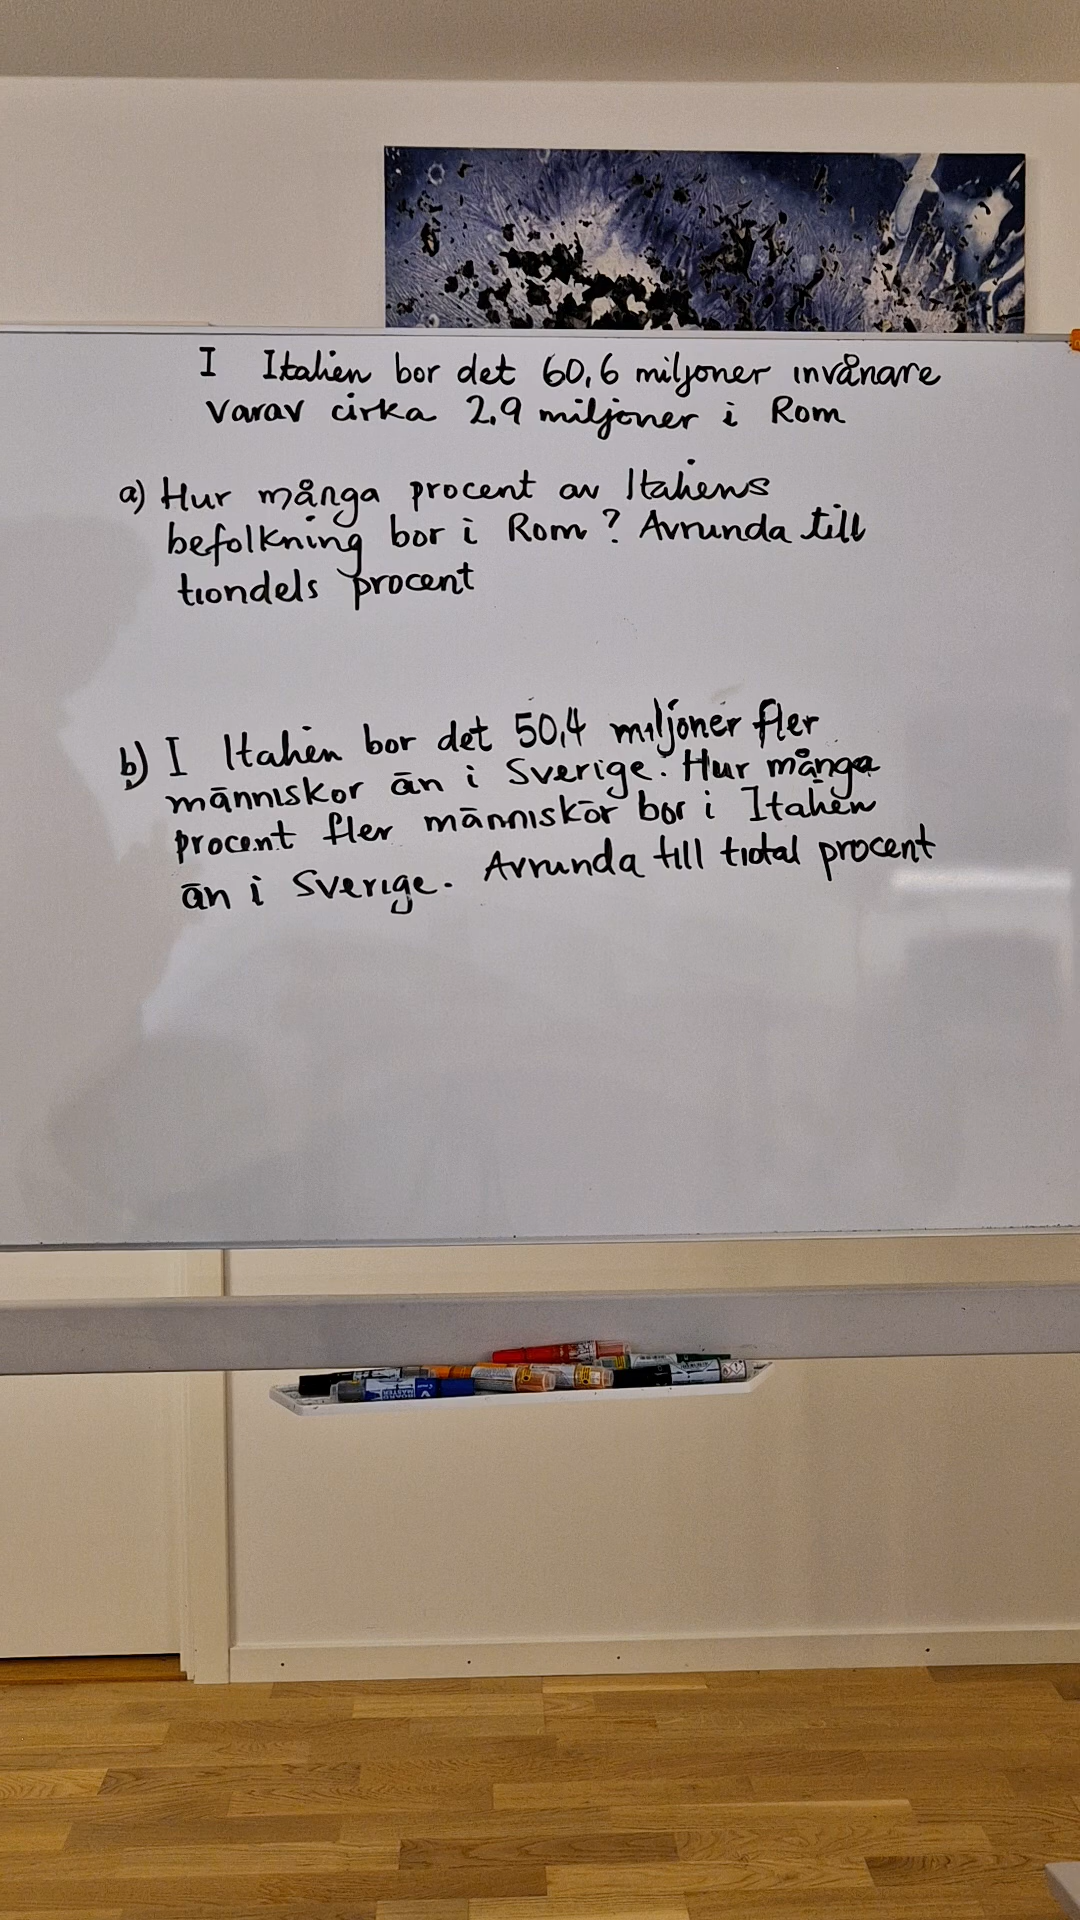 I Italien bor det 60,6 miljoner invånare
varav cirka 2,9 miljoner i Rom
a) Hur många procent av Italiens
befolkning bor i Rom? Avrunda till
tiondels procent
b) I Italien bor det 50,4 miljoner fler
människor än i Sverige. Hur många
procent fler människor bor i Italien
än i Sverige. Avrunda till tiotal procent